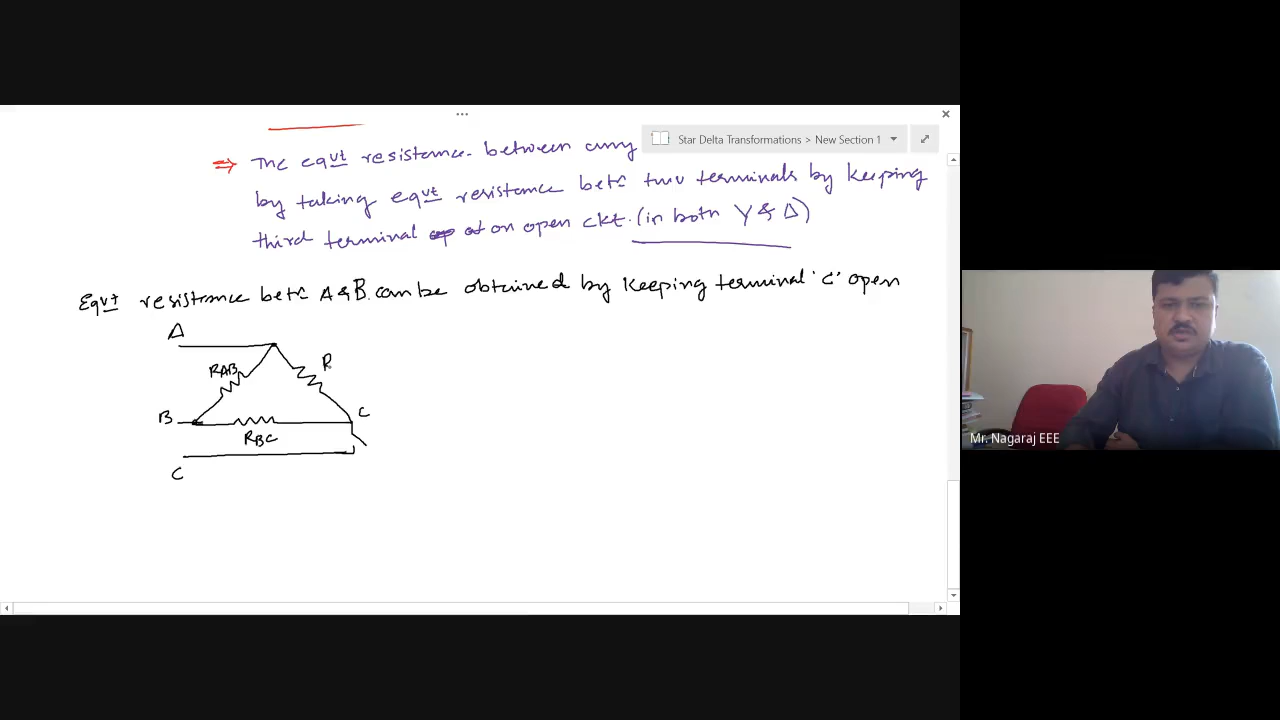 Star Delta Transformations > New Section 1
⇒ The eqvt resistance between any
by taking eqvt resistance betn two terminals by keeping
third terminal on open ckt. (in both Y & Δ)
Eqvt resistance betn A & B can be obtained by keeping terminal 'C' open
A
RAB
R
B
C
RBC
C
Mr. Nagaraj EEE